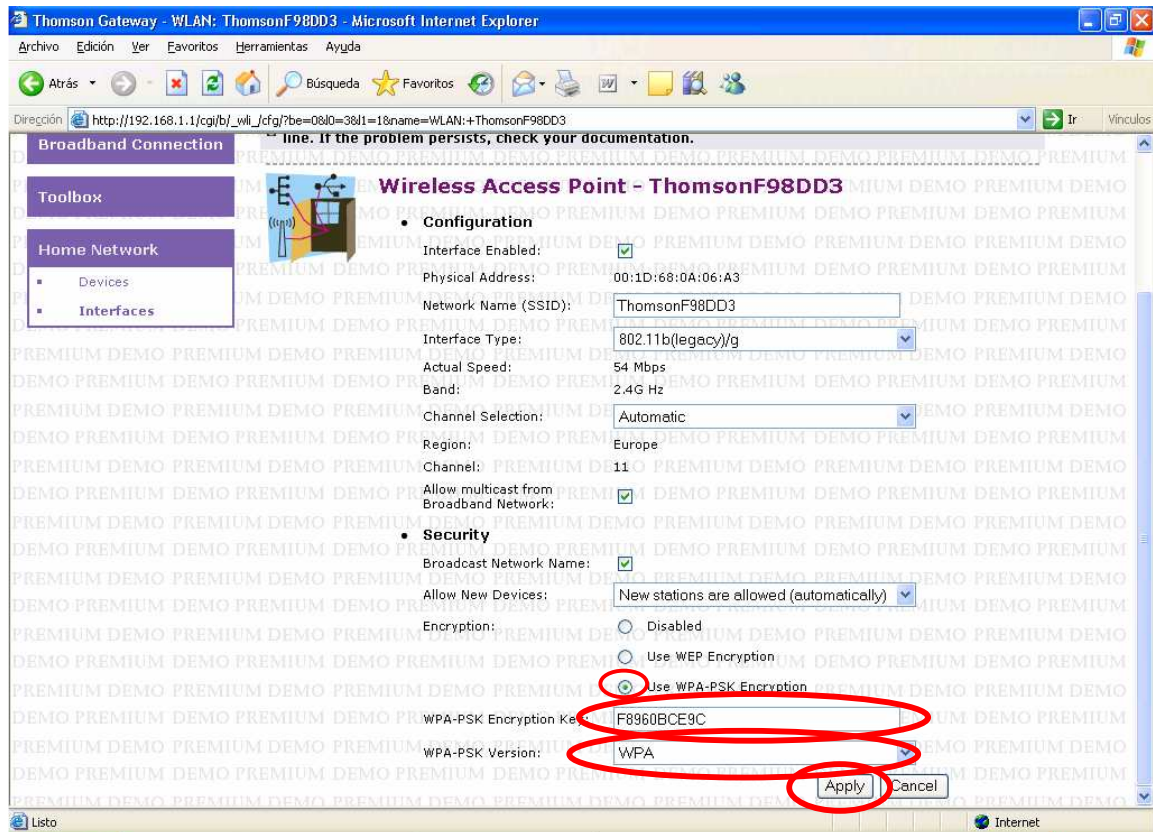 Thomson Gateway - WLAN: ThomsonF98DD3 - Microsoft Internet Explorer
Archivo Edición Ver Favoritos Herramientas Ayuda
Atrás Búsqueda Favoritos
Dirección http://192.168.1.1/cgi/b/_wli_/cfg/?be=0&l0=3&l1=1&name=WLAN:+ThomsonF98DD3 Ir Vínculos
line. If the problem persists, check your documentation.
Broadband Connection
Toolbox
Home Network
Devices
Interfaces
Wireless Access Point - ThomsonF98DD3
• Configuration
Interface Enabled:
Physical Address: 00:1D:68:0A:06:A3
Network Name (SSID): ThomsonF98DD3
Interface Type: 802.11b(legacy)/g
Actual Speed: 54 Mbps
Band: 2.4G Hz
Channel Selection: Automatic
Region: Europe
Channel: 11
Allow multicast from
Broadband Network:
• Security
Broadcast Network Name:
Allow New Devices: New stations are allowed (automatically)
Encryption: Disabled
Use WEP Encryption
Use WPA-PSK Encryption
WPA-PSK Encryption Key: F8960BCE9C
WPA-PSK Version: WPA
Apply Cancel
Listo Internet